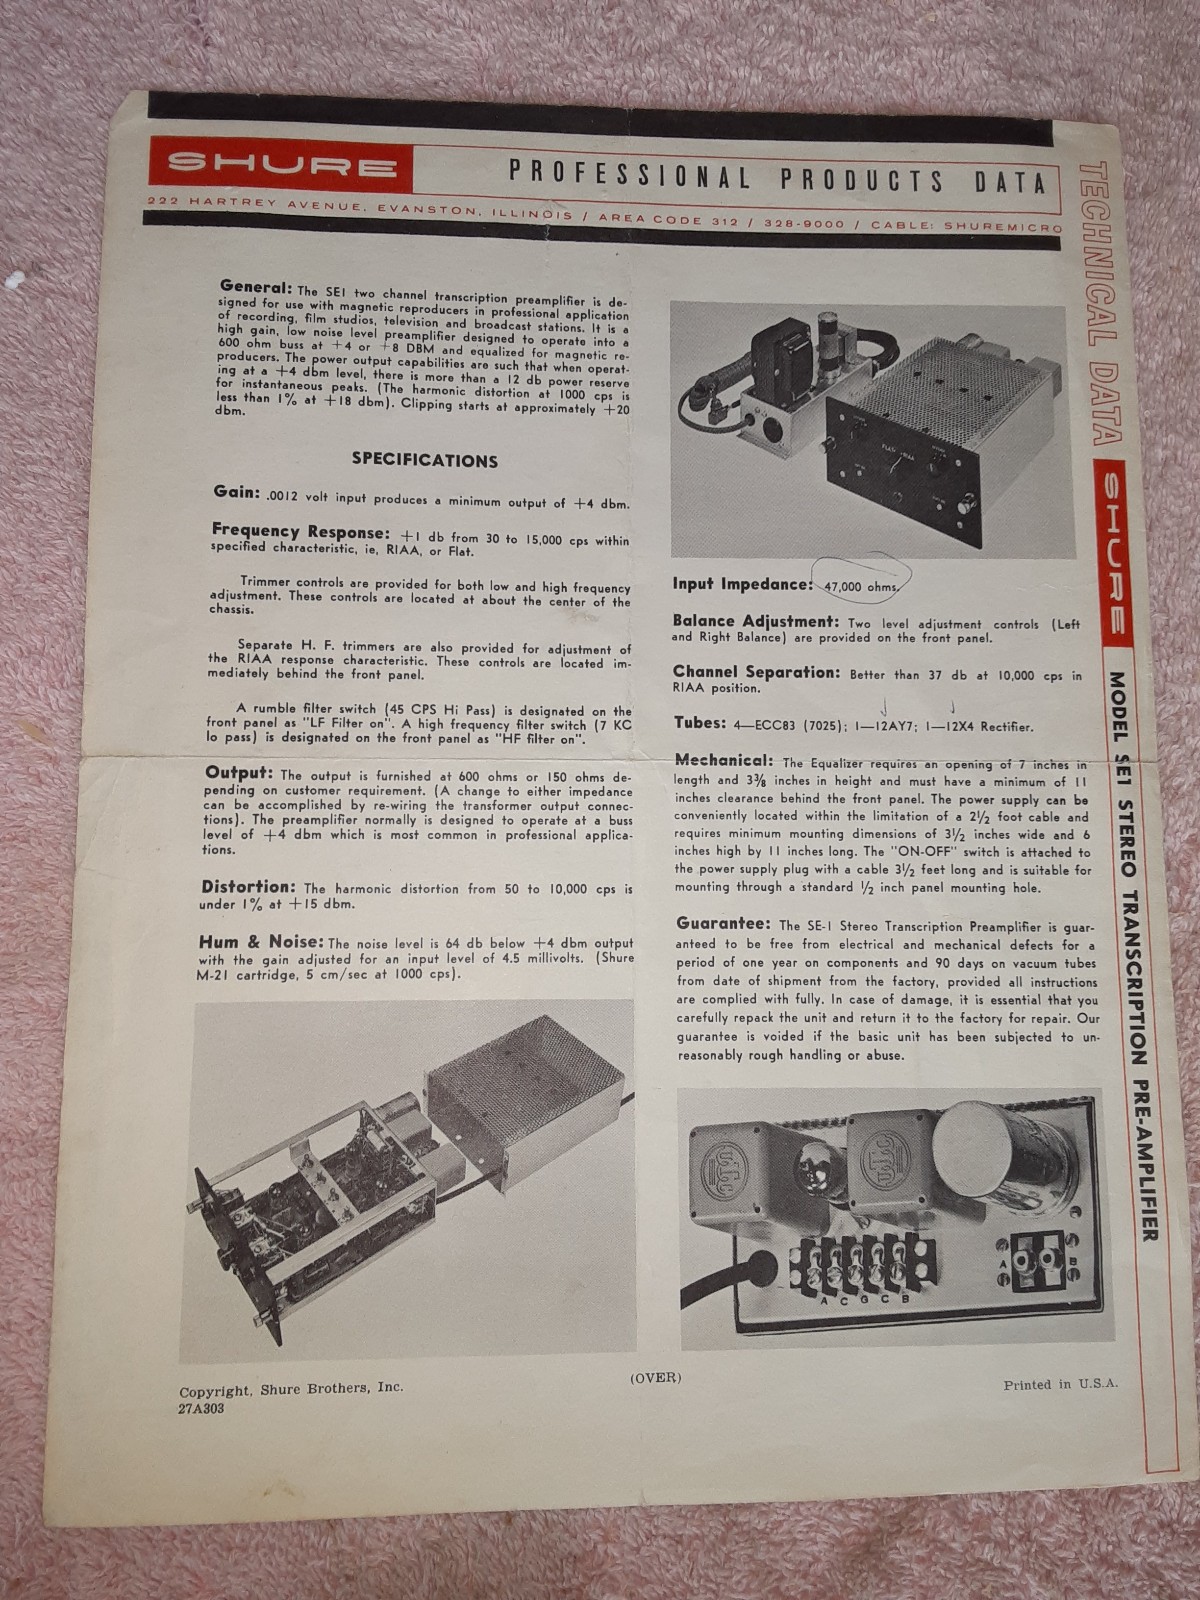 SHURE
PROFESSIONAL PRODUCTS DATA
222 HARTREY AVENUE, EVANSTON, ILLINOIS / AREA CODE 312 / 328-9000 / CABLE: SHUREMICRO
General: The SE1 two channel transcription preamplifier is de-
signed for use with magnetic reproducers in professional application
of recording, film studios, television and broadcast stations. It is a
high gain, low noise level preamplifier designed to operate into a
600 ohm buss at +4 or +8 DBM and equalized for magnetic re-
producers. The power output capabilities are such that when operat-
ing at a +4 dbm level, there is more than a 12 db power reserve
for instantaneous peaks. (The harmonic distortion at 1000 cps is
less than 1% at +18 dbm). Clipping starts at approximately +20
dbm.
SPECIFICATIONS
Gain: .0012 volt input produces a minimum output of +4 dbm.
Frequency Response: +1 db from 30 to 15,000 cps within
specified characteristic, ie, RIAA, or Flat.
Trimmer controls are provided for both low and high frequency
adjustment. These controls are located at about the center of the
chassis.
Separate H. F. trimmers are also provided for adjustment of
the RIAA response characteristic. These controls are located im-
mediately behind the front panel.
A rumble filter switch (45 CPS Hi Pass) is designated on the
front panel as "LF Filter on". A high frequency filter switch (7 KC
lo pass) is designated on the front panel as "HF filter on".
Output: The output is furnished at 600 ohms or 150 ohms de-
pending on customer requirement. (A change to either impedance
can be accomplished by re-wiring the transformer output connec-
tions). The preamplifier normally is designed to operate at a buss
level of +4 dbm which is most common in professional applica-
tions.
Distortion: The harmonic distortion from 50 to 10,000 cps is
under 1% at +15 dbm.
Hum & Noise: The noise level is 64 db below +4 dbm output
with the gain adjusted for an input level of 4.5 millivolts. (Shure
M-21 cartridge, 5 cm/sec at 1000 cps).
FLAT RIAA
Input Impedance: 47,000 ohms.
Balance Adjustment: Two level adjustment controls (Left
and Right Balance) are provided on the front panel.
Channel Separation: Better than 37 db at 10,000 cps in
RIAA position.
Tubes: 4—ECC83 (7025); 1—12AY7; 1—12X4 Rectifier.
Mechanical: The Equalizer requires an opening of 7 inches in
length and 3⅜ inches in height and must have a minimum of 11
inches clearance behind the front panel. The power supply can be
conveniently located within the limitation of a 2½ foot cable and
requires minimum mounting dimensions of 3½ inches wide and 6
inches high by 11 inches long. The "ON-OFF" switch is attached to
the power supply plug with a cable 3½ feet long and is suitable for
mounting through a standard ½ inch panel mounting hole.
Guarantee: The SE-1 Stereo Transcription Preamplifier is guar-
anteed to be free from electrical and mechanical defects for a
period of one year on components and 90 days on vacuum tubes
from date of shipment from the factory, provided all instructions
are complied with fully. In case of damage, it is essential that you
carefully repack the unit and return it to the factory for repair. Our
guarantee is voided if the basic unit has been subjected to un-
reasonably rough handling or abuse.
utc
utc
A B
A C G C B
Copyright, Shure Brothers, Inc.
27A303
(OVER)
Printed in U.S.A.
TECHNICAL DATA
SHURE
MODEL SE1 STEREO TRANSCRIPTION PRE-AMPLIFIER